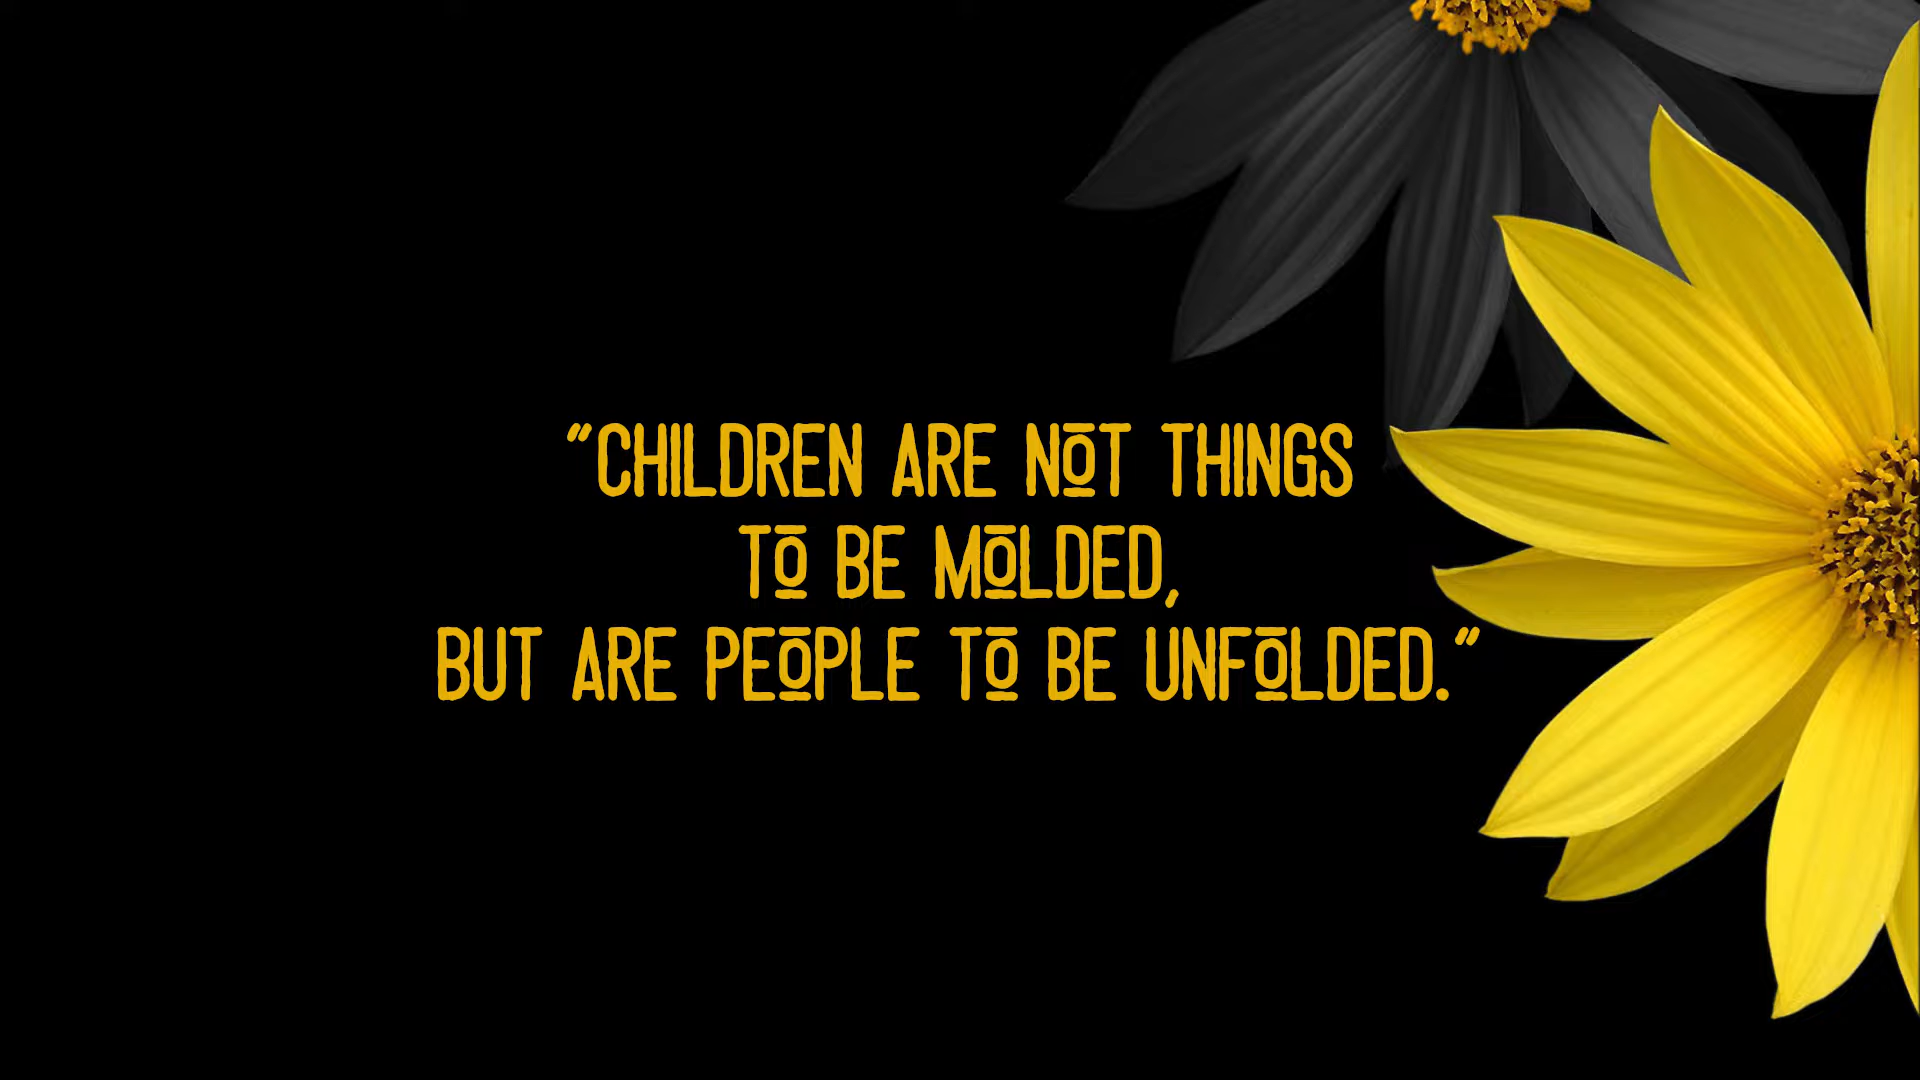 "CHILDREN ARE NOT THINGS
TO BE MOLDED,
BUT ARE PEOPLE TO BE UNFOLDED."